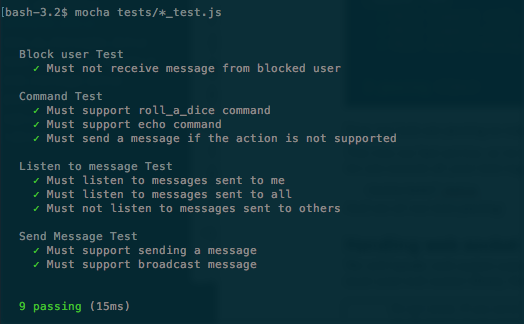 [bash-3.2$ mocha tests/*_test.js
Block user Test
✓ Must not receive message from blocked user
Command Test
✓ Must support roll_a_dice command
✓ Must support echo command
✓ Must send a message if the action is not supported
Listen to message Test
✓ Must listen to messages sent to me
✓ Must listen to messages sent to all
✓ Must not listen to messages sent to others
Send Message Test
✓ Must support sending a message
✓ Must support broadcast message
9 passing (15ms)